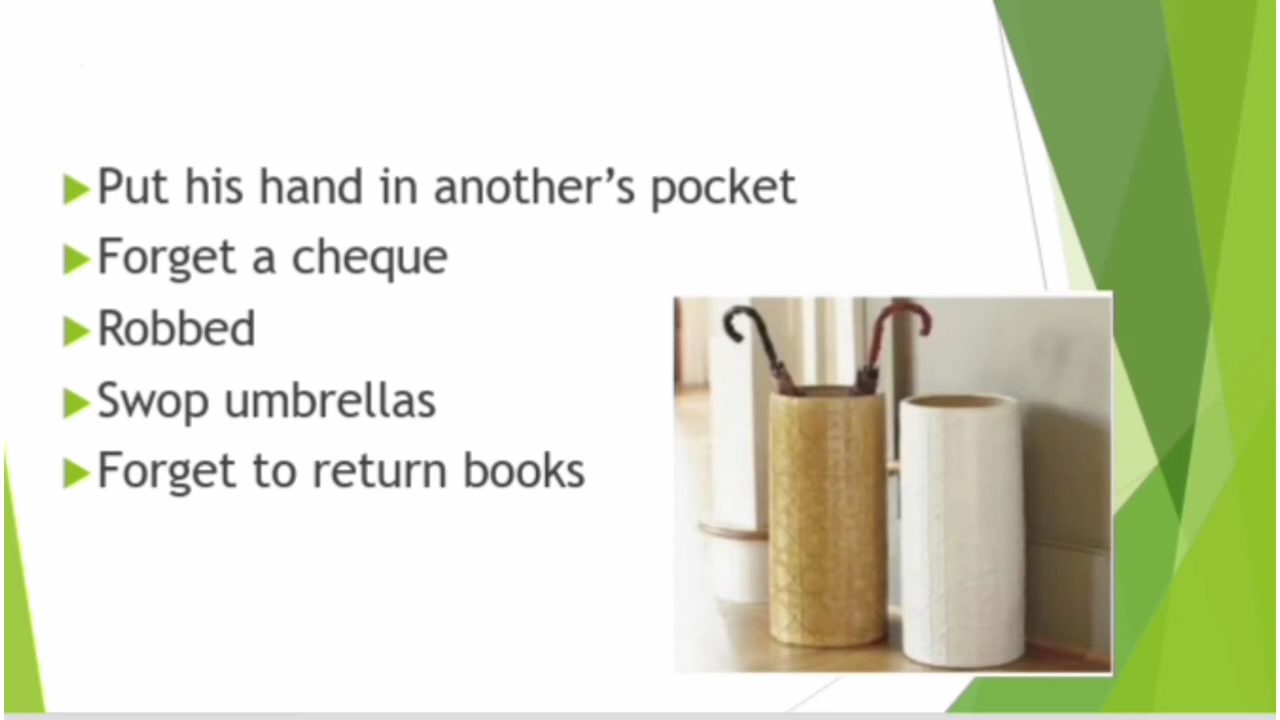 Put his hand in another’s pocket
Forget a cheque
Robbed
Swop umbrellas
Forget to return books